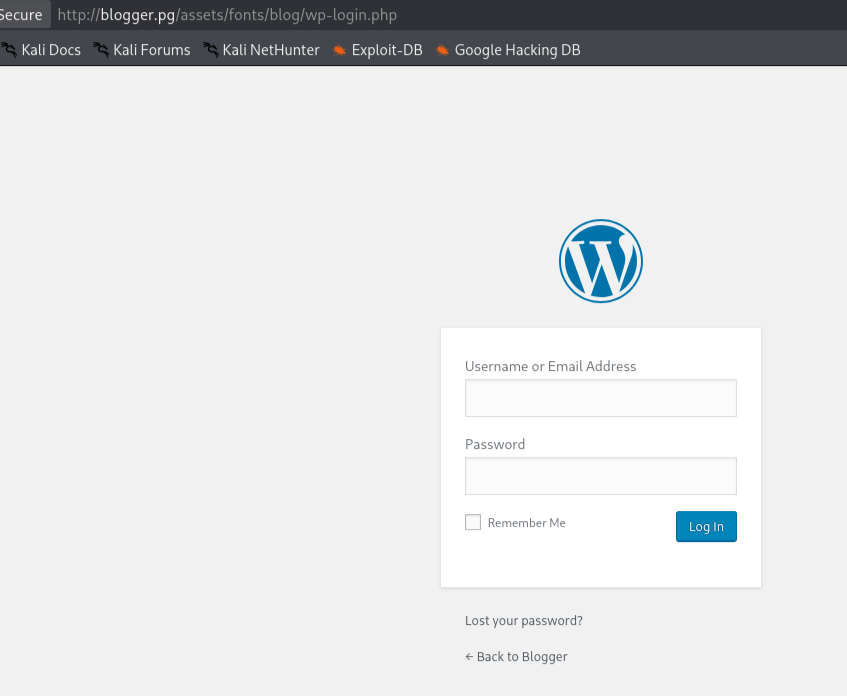 Secure http://blogger.pg/assets/fonts/blog/wp-login.php
Kali Docs Kali Forums Kali NetHunter Exploit-DB Google Hacking DB
Username or Email Address
Password
Remember Me Log In
Lost your password?
← Back to Blogger